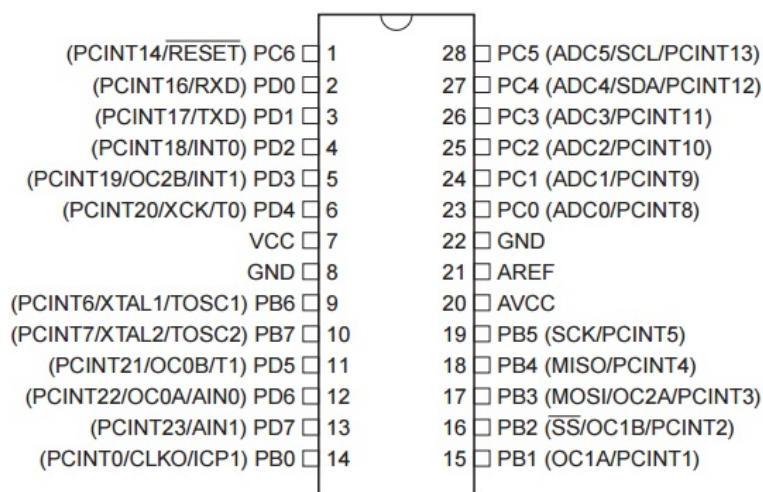 (PCINT14/RESET) PC6 1 28 PC5 (ADC5/SCL/PCINT13)
(PCINT16/RXD) PD0 2 27 PC4 (ADC4/SDA/PCINT12)
(PCINT17/TXD) PD1 3 26 PC3 (ADC3/PCINT11)
(PCINT18/INT0) PD2 4 25 PC2 (ADC2/PCINT10)
(PCINT19/OC2B/INT1) PD3 5 24 PC1 (ADC1/PCINT9)
(PCINT20/XCK/T0) PD4 6 23 PC0 (ADC0/PCINT8)
VCC 7 22 GND
GND 8 21 AREF
(PCINT6/XTAL1/TOSC1) PB6 9 20 AVCC
(PCINT7/XTAL2/TOSC2) PB7 10 19 PB5 (SCK/PCINT5)
(PCINT21/OC0B/T1) PD5 11 18 PB4 (MISO/PCINT4)
(PCINT22/OC0A/AIN0) PD6 12 17 PB3 (MOSI/OC2A/PCINT3)
(PCINT23/AIN1) PD7 13 16 PB2 (SS/OC1B/PCINT2)
(PCINT0/CLKO/ICP1) PB0 14 15 PB1 (OC1A/PCINT1)